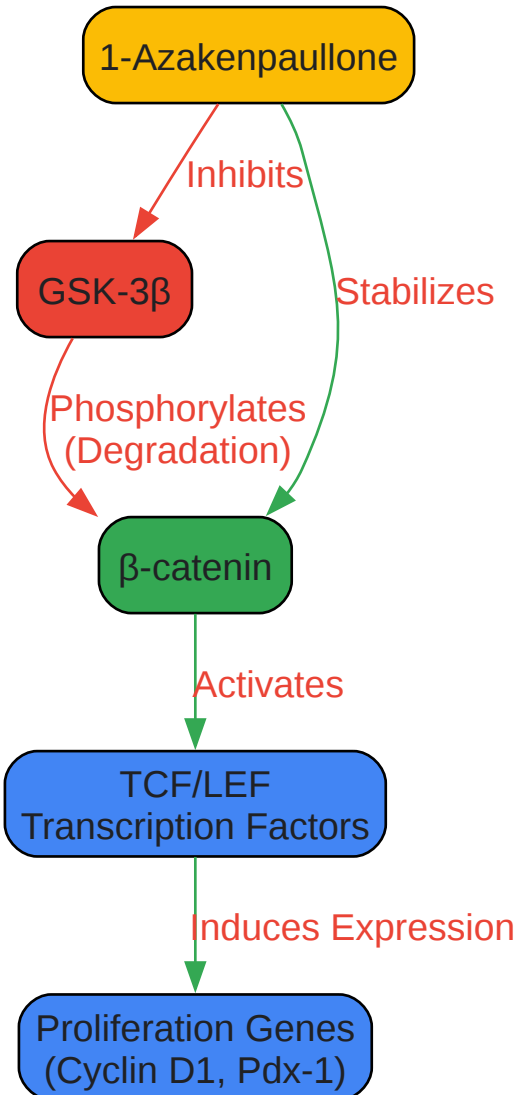 1-Azakenpaullone
Inhibits
GSK-3β
Stabilizes
Phosphorylates
(Degradation)
β-catenin
Activates
TCF/LEF
Transcription Factors
Induces Expression
Proliferation Genes
(Cyclin D1, Pdx-1)